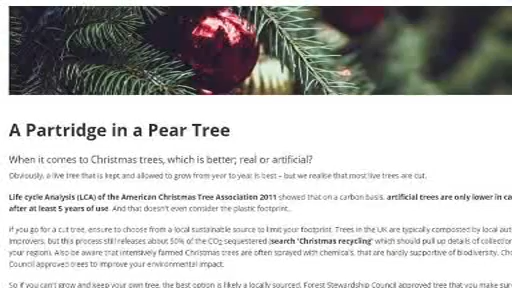 A Partridge in a Pear Tree
When it comes to Christmas trees, which is better; real or artificial?
Obviously, a live tree that is kept and allowed to grow from year to year is best – but we realise that most live trees are cut.
Life cycle Analysis (LCA) of the American Christmas Tree Association 2011 showed that on a carbon basis, artificial trees are only lower in ca
after at least 5 years of use. And that doesn't even consider the plastic footprint.
If you go for a cut tree, ensure to choose from a local sustainable source to limit your footprint. Trees in the UK are typically composted by local aut
improvers, but this process still releases about 50% of the CO2 sequestered (search 'Christmas recycling' which should pull up details of collection
your region). Also be aware that intensively farmed Christmas trees are often sprayed with chemicals, that are hardly supportive of biodiversity. Cho
Council approved trees to improve your environmental impact.
So if you can't grow and keep your own tree, the best option is likely a locally sourced, Forest Stewardship Council approved tree that you make sur